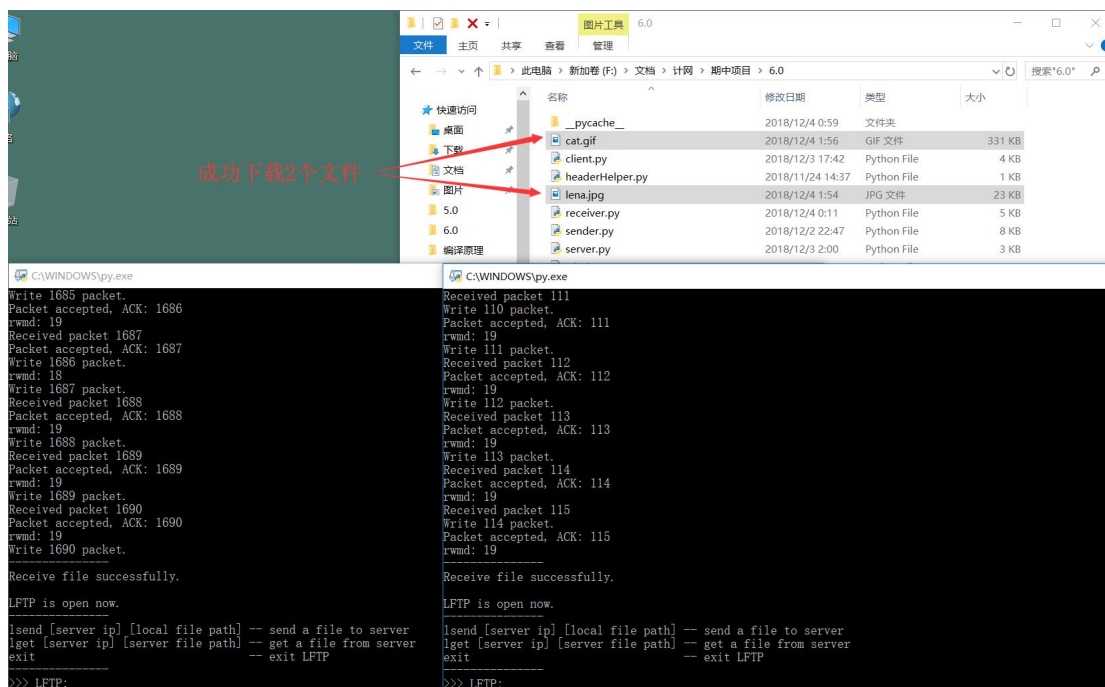 图片工具 6.0
文件 主页 共享 查看 管理
此电脑 > 新加卷 (F:) > 文档 > 计网 > 期中项目 > 6.0 搜索"6.0"
名称 修改日期 类型 大小
快速访问
桌面
下载
文档
图片
5.0
6.0
编译原理
__pycache__ 2018/12/4 0:59 文件夹
cat.gif 2018/12/4 1:56 GIF 文件 331 KB
client.py 2018/12/3 17:42 Python File 4 KB
headerHelper.py 2018/11/24 14:37 Python File 1 KB
lena.jpg 2018/12/4 1:54 JPG 文件 23 KB
receiver.py 2018/12/4 0:11 Python File 5 KB
sender.py 2018/12/2 22:47 Python File 8 KB
server.py 2018/12/3 2:00 Python File 3 KB
成功下载2个文件
C:\WINDOWS\py.exe
Write 1685 packet.
Packet accepted, ACK: 1686
rwmd: 19
Received packet 1687
Packet accepted, ACK: 1687
Write 1686 packet.
rwmd: 18
Write 1687 packet.
Received packet 1688
Packet accepted, ACK: 1688
rwmd: 19
Write 1688 packet.
Received packet 1689
Packet accepted, ACK: 1689
rwmd: 19
Write 1689 packet.
Received packet 1690
Packet accepted, ACK: 1690
rwmd: 19
Write 1690 packet.
---------------
Receive file successfully.
LFTP is open now.
---------------
lsend [server ip] [local file path] -- send a file to server
lget [server ip] [server file path] -- get a file from server
exit -- exit LFTP
---------------
>>> LFTP:
C:\WINDOWS\py.exe
Received packet 111
Write 110 packet.
Packet accepted, ACK: 111
rwmd: 19
Write 111 packet.
Received packet 112
Packet accepted, ACK: 112
rwmd: 19
Write 112 packet.
Received packet 113
Packet accepted, ACK: 113
rwmd: 19
Write 113 packet.
Received packet 114
Packet accepted, ACK: 114
rwmd: 19
Received packet 115
Write 114 packet.
Packet accepted, ACK: 115
rwmd: 19
---------------
Receive file successfully.
LFTP is open now.
---------------
lsend [server ip] [local file path] -- send a file to server
lget [server ip] [server file path] -- get a file from server
exit -- exit LFTP
---------------
>>> LFTP: